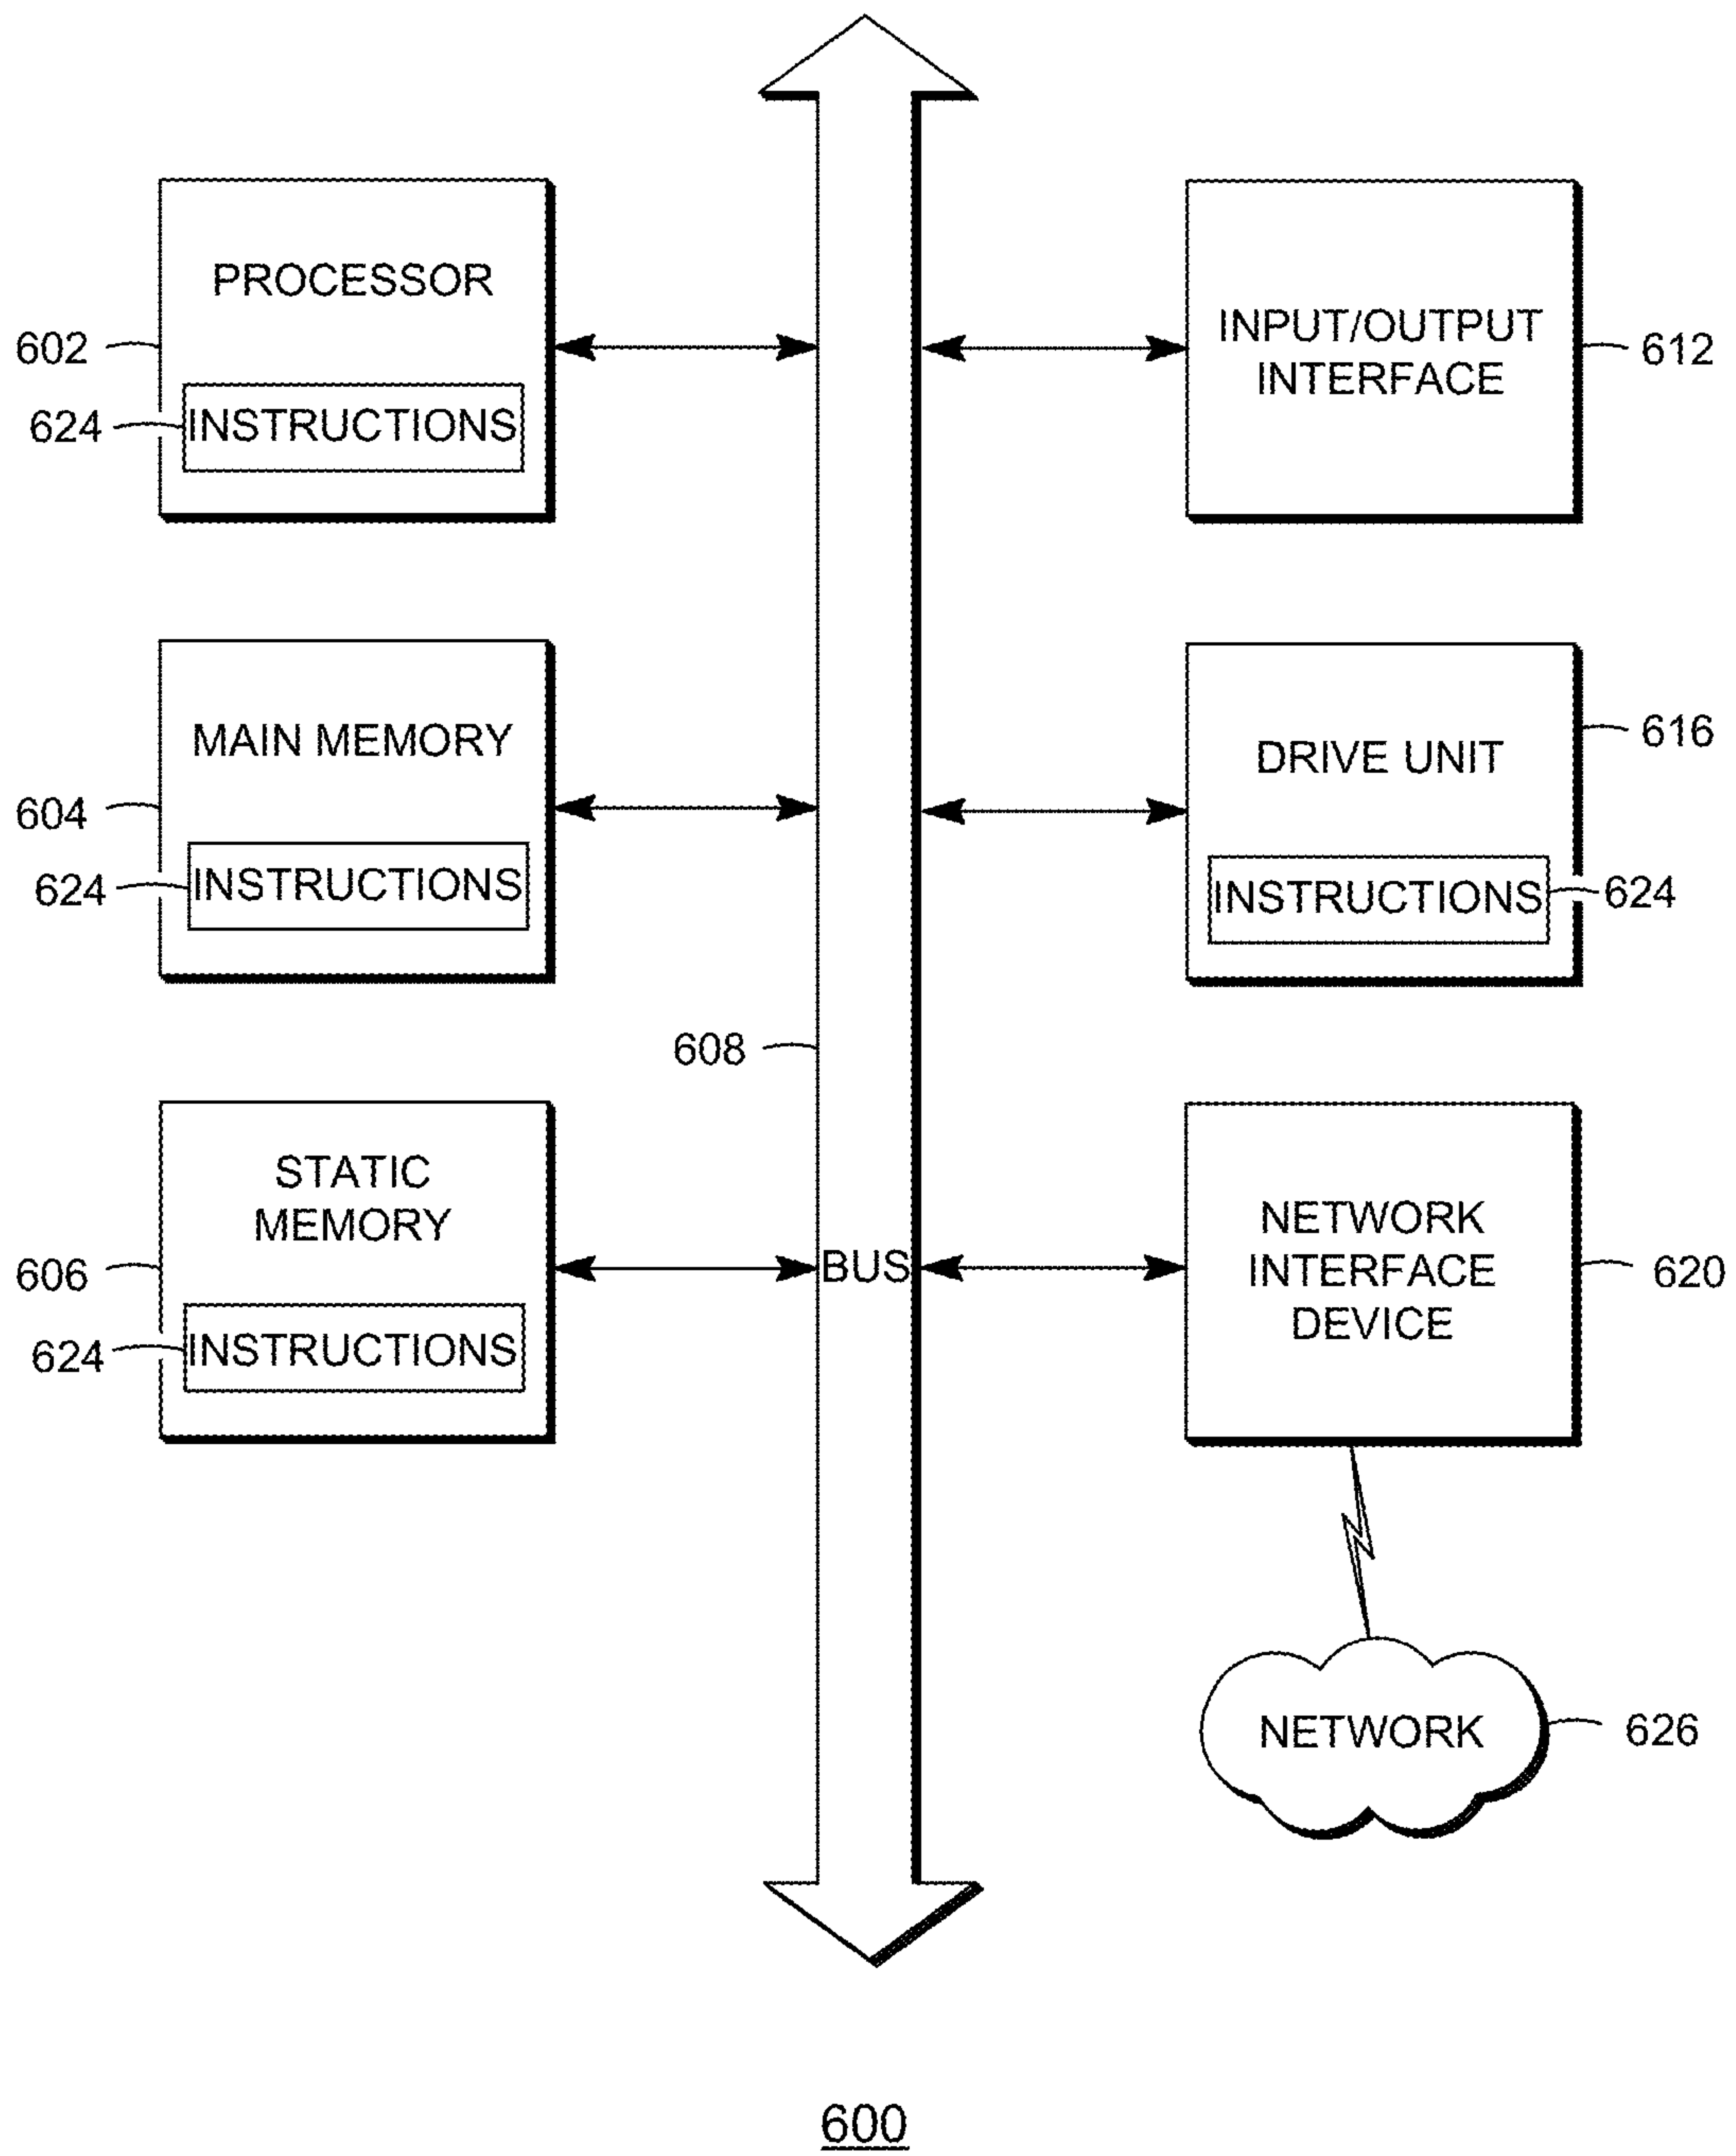 PROCESSOR
602
624
INSTRUCTIONS
INPUT/OUTPUT
INTERFACE
612
MAIN MEMORY
604
624
INSTRUCTIONS
DRIVE UNIT
616
INSTRUCTIONS
624
608
STATIC
MEMORY
606
624
INSTRUCTIONS
BUS
NETWORK
INTERFACE
DEVICE
620
NETWORK
626
600